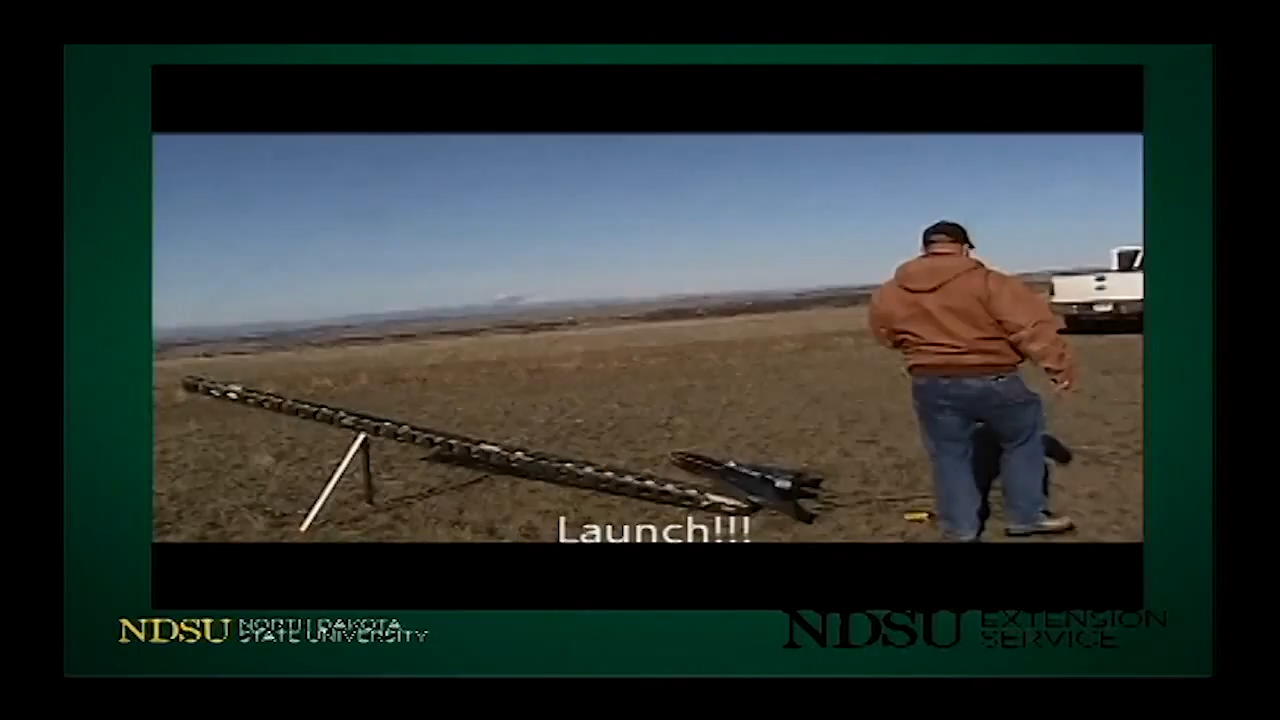 Launch!!!
NDSU NORTH DAKOTA
STATE UNIVERSITY
NDSU EXTENSION
SERVICE